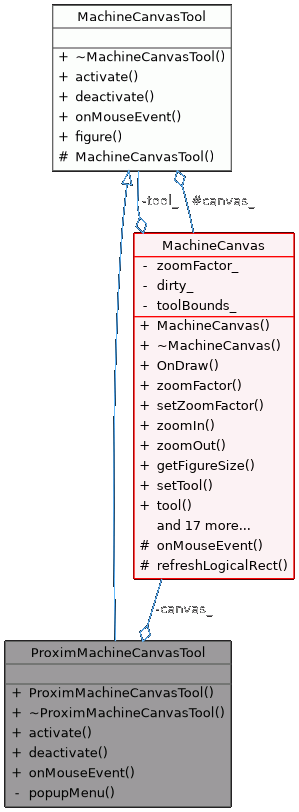 MachineCanvasTool
+ ~MachineCanvasTool()
+ activate()
+ deactivate()
+ onMouseEvent()
+ figure()
# MachineCanvasTool()
-tool_
#canvas_
MachineCanvas
- zoomFactor_
- dirty_
- toolBounds_
+ MachineCanvas()
+ ~MachineCanvas()
+ OnDraw()
+ zoomFactor()
+ setZoomFactor()
+ zoomIn()
+ zoomOut()
+ getFigureSize()
+ setTool()
+ tool()
and 17 more...
# onMouseEvent()
# refreshLogicalRect()
-canvas_
ProximMachineCanvasTool
+ ProximMachineCanvasTool()
+ ~ProximMachineCanvasTool()
+ activate()
+ deactivate()
+ onMouseEvent()
- popupMenu()